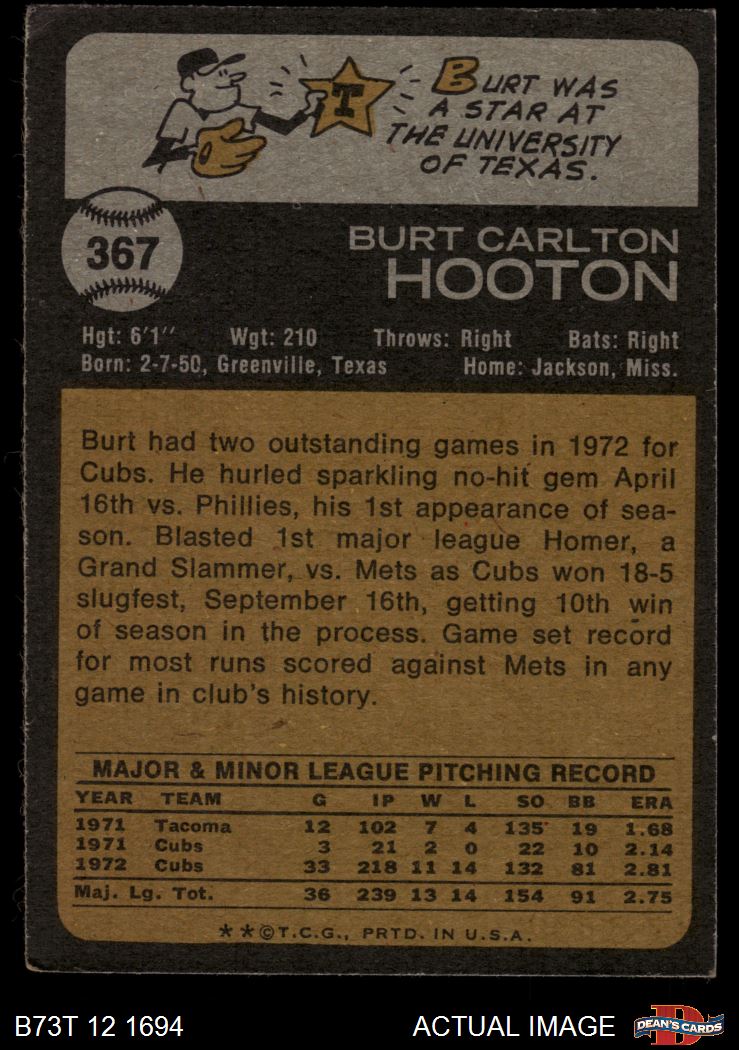 T
BURT WAS
A STAR AT
THE UNIVERSITY
OF TEXAS.
367
BURT CARLTON
HOOTON
Hgt: 6'1" Wgt: 210 Throws: Right Bats: Right
Born: 2-7-50, Greenville, Texas Home: Jackson, Miss.
Burt had two outstanding games in 1972 for
Cubs. He hurled sparkling no-hit gem April
16th vs. Phillies, his 1st appearance of sea-
son. Blasted 1st major league Homer, a
Grand Slammer, vs. Mets as Cubs won 18-5
slugfest, September 16th, getting 10th win
of season in the process. Game set record
for most runs scored against Mets in any
game in club's history.
MAJOR & MINOR LEAGUE PITCHING RECORD
YEAR TEAM G IP W L SO BB ERA
1971 Tacoma 12 102 7 4 135 19 1.68
1971 Cubs 3 21 2 0 22 10 2.14
1972 Cubs 33 218 11 14 132 81 2.81
Maj. Lg. Tot. 36 239 13 14 154 91 2.75
**©T.C.G., PRTD. IN U.S.A.
B73T 12 1694 ACTUAL IMAGE
D
DEAN'S CARDS